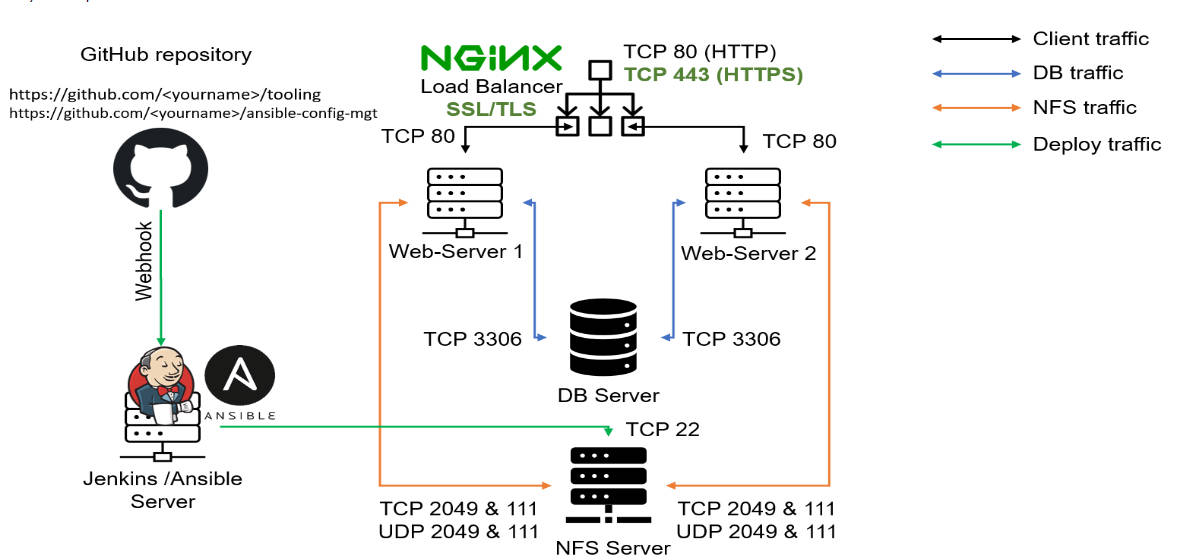 GitHub repository
https://github.com/<yourname>/tooling
https://github.com/<yourname>/ansible-config-mgt
Webhook
ANSIBLE
Jenkins /Ansible
Server
NGINX
Load Balancer
SSL/TLS
TCP 80 (HTTP)
TCP 443 (HTTPS)
TCP 80
TCP 80
Web-Server 1
Web-Server 2
TCP 3306
TCP 3306
DB Server
TCP 22
TCP 2049 & 111
UDP 2049 & 111
TCP 2049 & 111
UDP 2049 & 111
NFS Server
Client traffic
DB traffic
NFS traffic
Deploy traffic